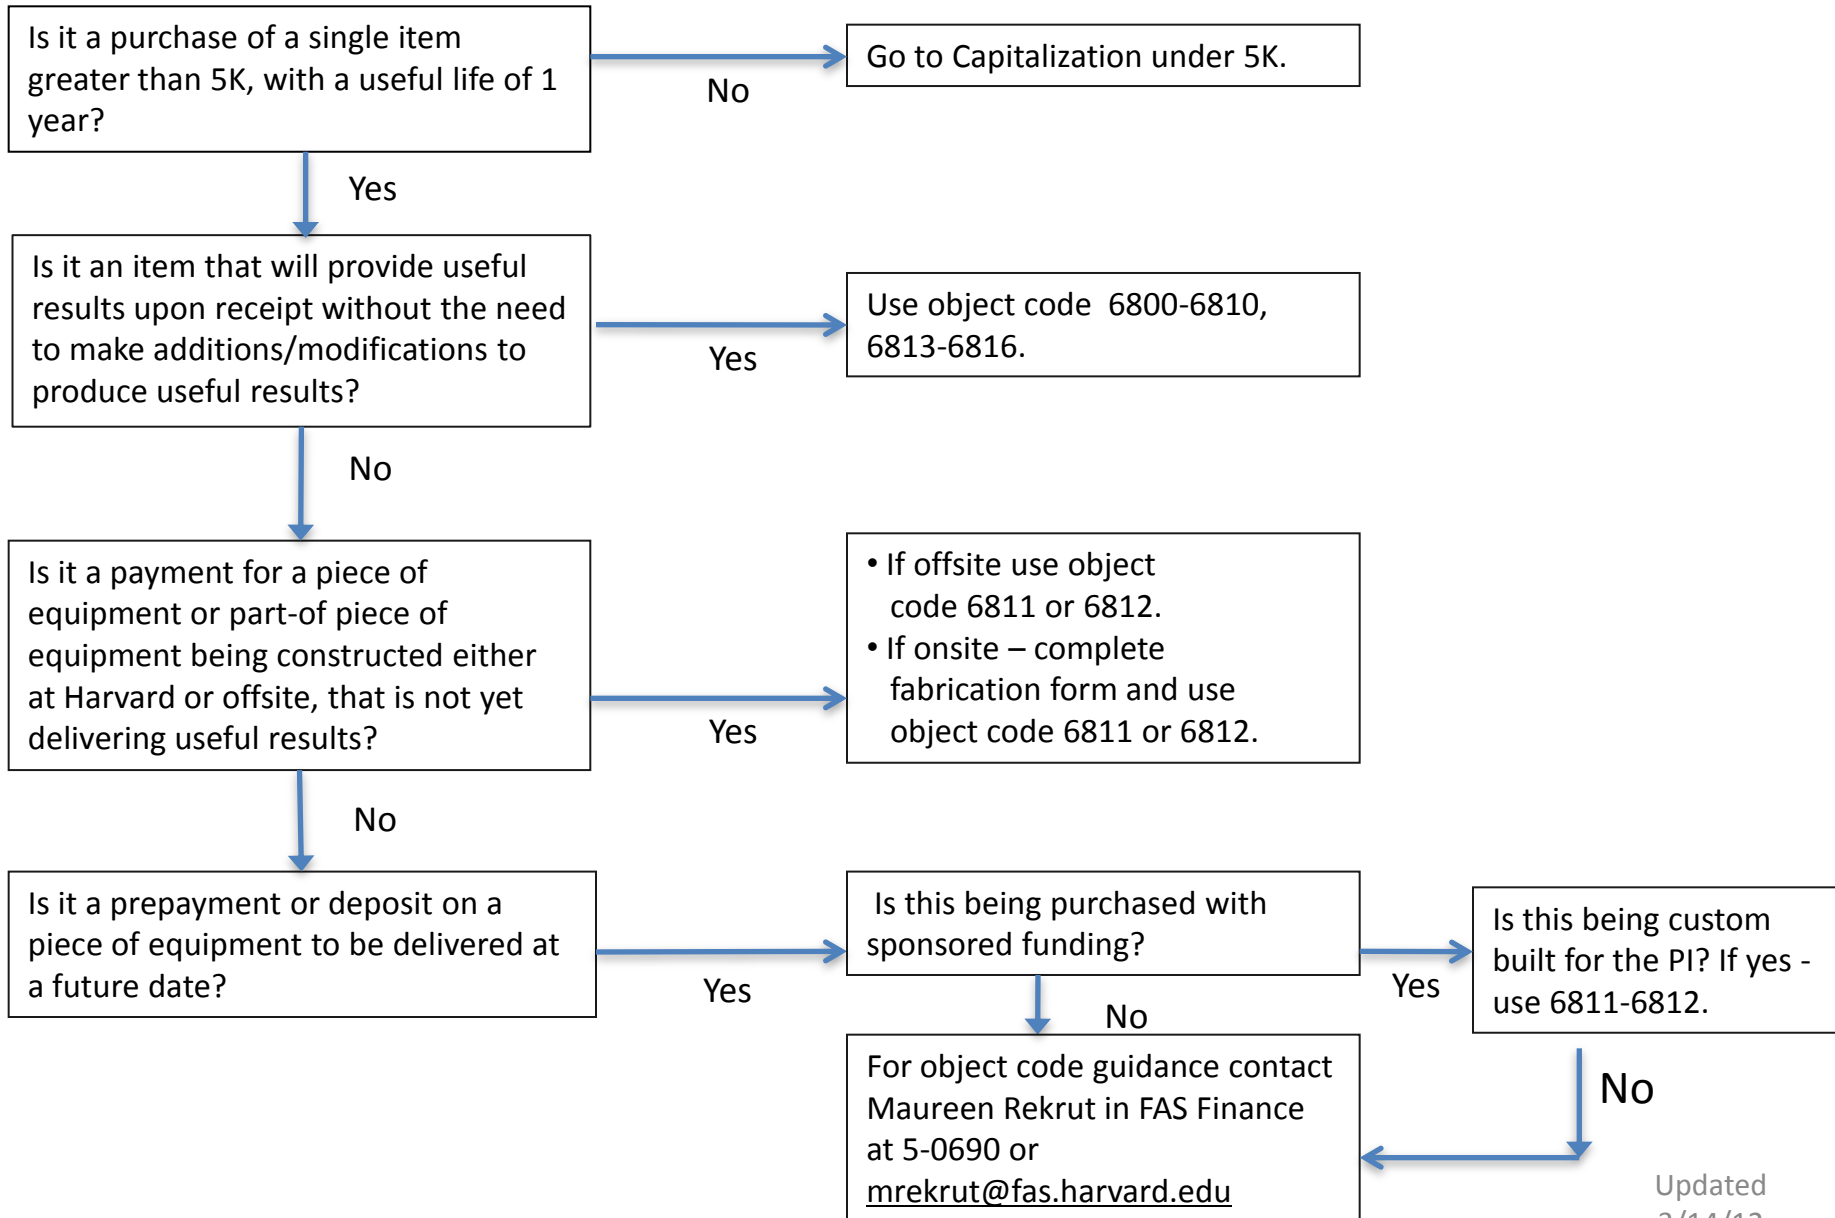 Is it a purchase of a single item
greater than 5K, with a useful life of 1
year?
No
Go to Capitalization under 5K.
Yes
Is it an item that will provide useful
results upon receipt without the need
to make additions/modifications to
produce useful results?
Yes
Use object code  6800-6810,
6813-6816.
No
Is it a payment for a piece of
equipment or part-of piece of
equipment being constructed either
at Harvard or offsite, that is not yet
delivering useful results?
Yes
• If offsite use object
code 6811 or 6812.
• If onsite – complete
fabrication form and use
object code 6811 or 6812.
No
Is it a prepayment or deposit on a
piece of equipment to be delivered at
a future date?
Yes
Is this being purchased with
sponsored funding?
Yes
Is this being custom
built for the PI? If yes -
use 6811-6812.
No
No
For object code guidance contact
Maureen Rekrut in FAS Finance
at 5-0690 or
mrekrut@fas.harvard.edu
Updated